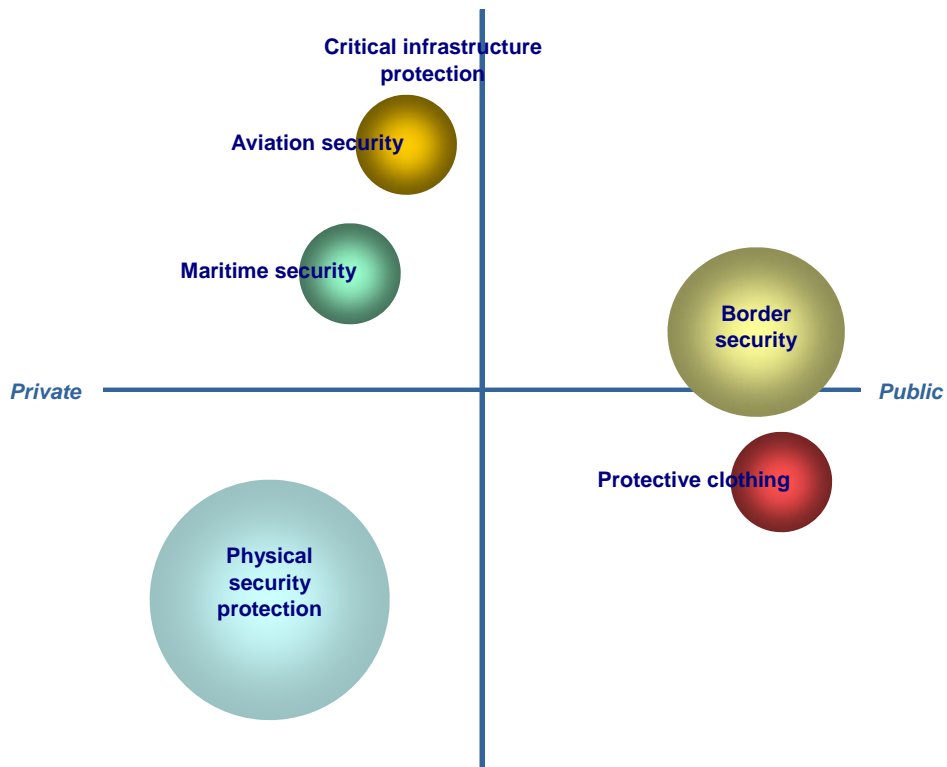 Critical infrastructure
protection
Aviation security
Maritime security
Border
security
Private
Public
Protective clothing
Physical
security
protection